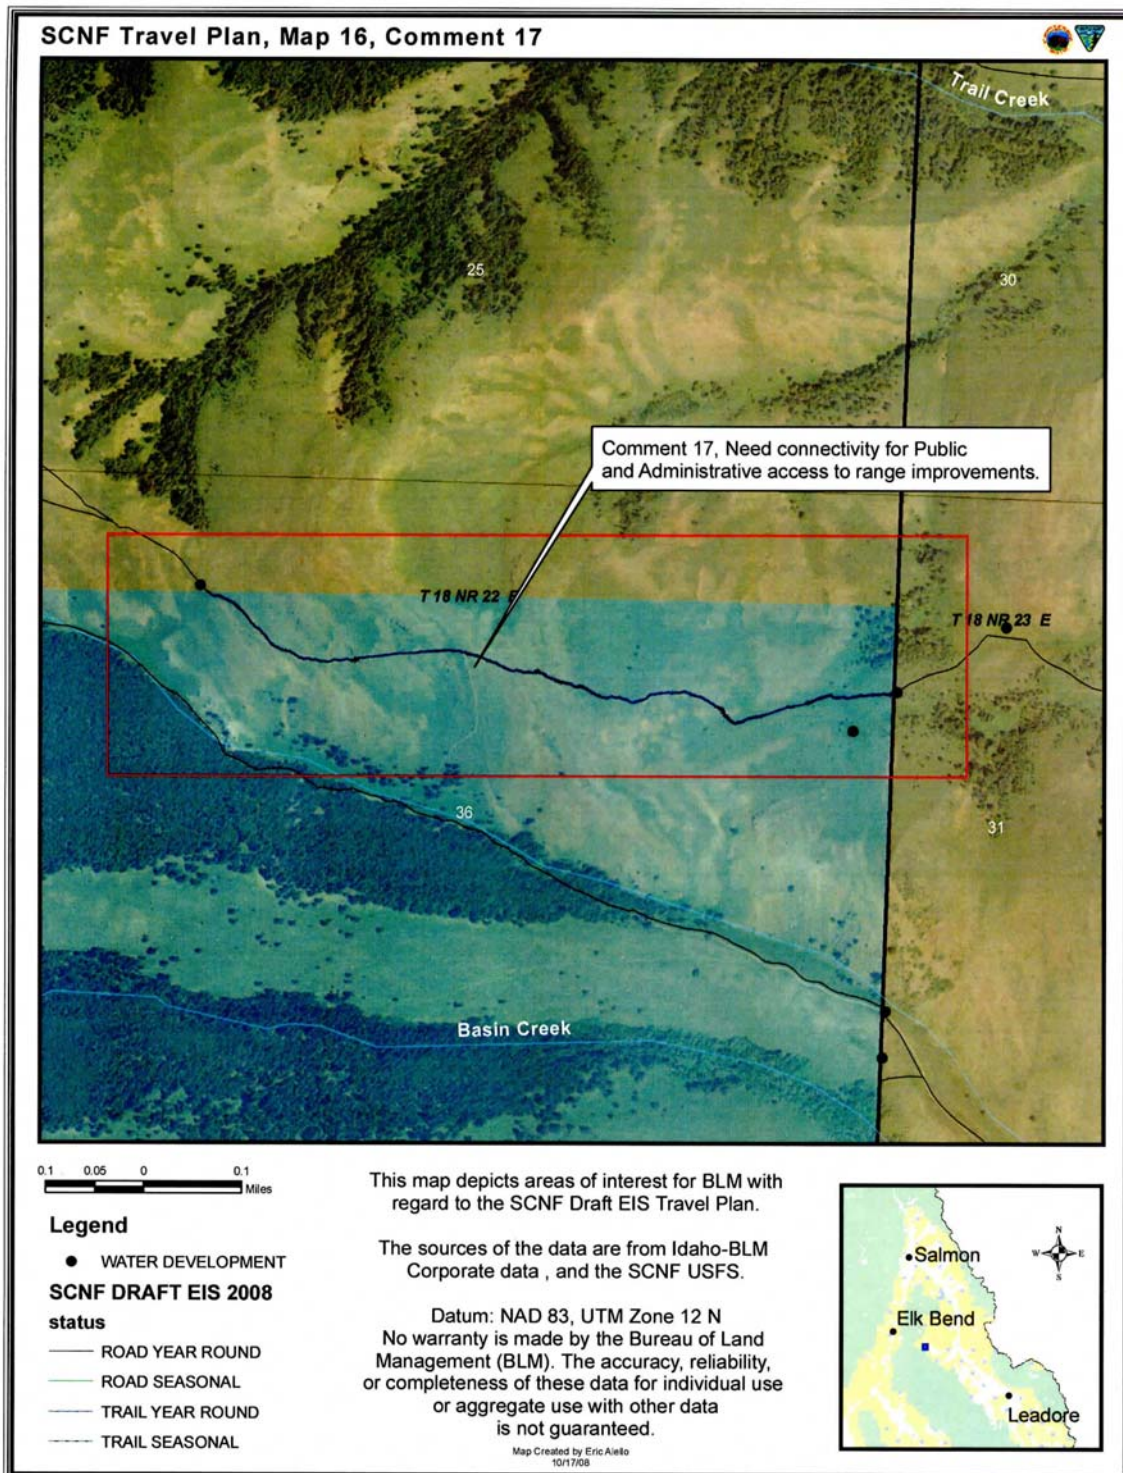 SCNF Travel Plan, Map 16, Comment 17
Trail Creek
25
30
Comment 17, Need connectivity for Public
and Administrative access to range improvements.
T 18 NR 22 E
T 18 NR 23 E
36
31
Basin Creek
0.1 0.05 0 0.1
Miles
Legend
WATER DEVELOPMENT
SCNF DRAFT EIS 2008
status
ROAD YEAR ROUND
ROAD SEASONAL
TRAIL YEAR ROUND
TRAIL SEASONAL
This map depicts areas of interest for BLM with
regard to the SCNF Draft EIS Travel Plan.
The sources of the data are from Idaho-BLM
Corporate data , and the SCNF USFS.
Datum: NAD 83, UTM Zone 12 N
No warranty is made by the Bureau of Land
Management (BLM). The accuracy, reliability,
or completeness of these data for individual use
or aggregate use with other data
is not guaranteed.
Map Created by Eric Aiello
10/17/08
N
W E
S
Salmon
Elk Bend
Leadore